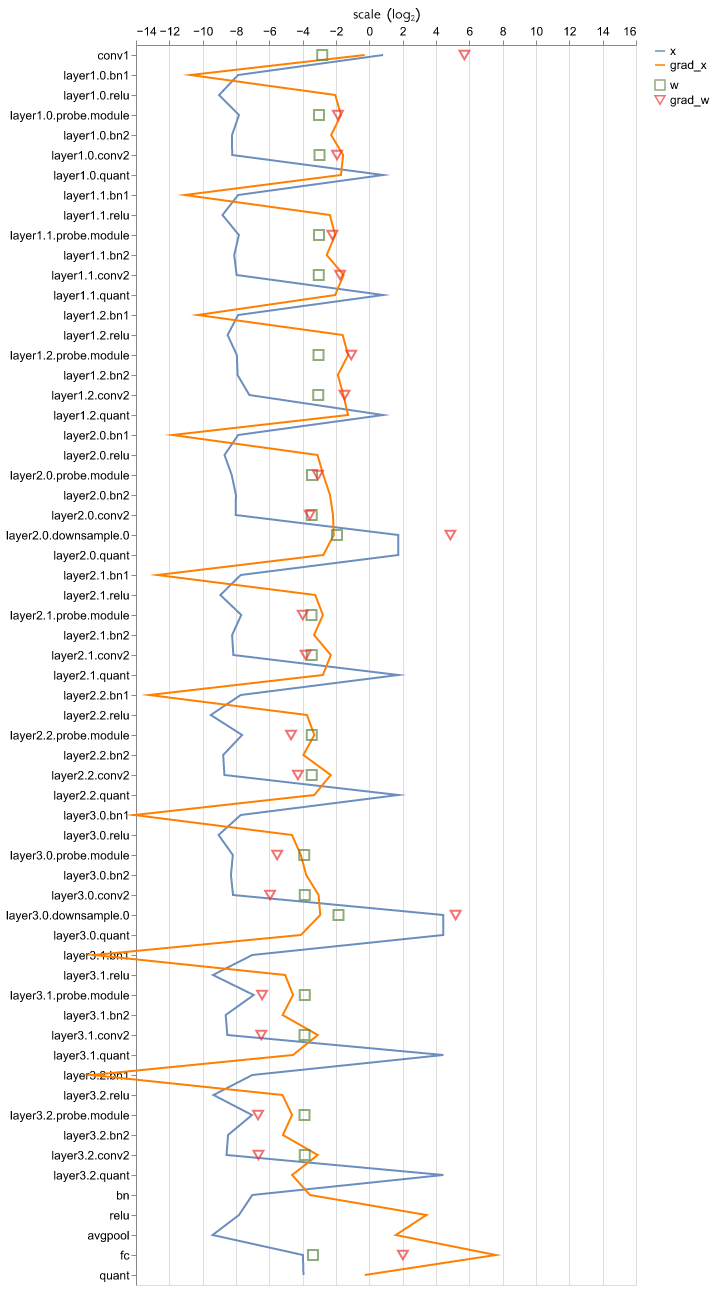 scale (log₂)
−14 −12 −10 −8 −6 −4 −2 0 2 4 6 8 10 12 14 16
conv1
layer1.0.bn1
layer1.0.relu
layer1.0.probe.module
layer1.0.bn2
layer1.0.conv2
layer1.0.quant
layer1.1.bn1
layer1.1.relu
layer1.1.probe.module
layer1.1.bn2
layer1.1.conv2
layer1.1.quant
layer1.2.bn1
layer1.2.relu
layer1.2.probe.module
layer1.2.bn2
layer1.2.conv2
layer1.2.quant
layer2.0.bn1
layer2.0.relu
layer2.0.probe.module
layer2.0.bn2
layer2.0.conv2
layer2.0.downsample.0
layer2.0.quant
layer2.1.bn1
layer2.1.relu
layer2.1.probe.module
layer2.1.bn2
layer2.1.conv2
layer2.1.quant
layer2.2.bn1
layer2.2.relu
layer2.2.probe.module
layer2.2.bn2
layer2.2.conv2
layer2.2.quant
layer3.0.bn1
layer3.0.relu
layer3.0.probe.module
layer3.0.bn2
layer3.0.conv2
layer3.0.downsample.0
layer3.0.quant
layer3.1.bn1
layer3.1.relu
layer3.1.probe.module
layer3.1.bn2
layer3.1.conv2
layer3.1.quant
layer3.2.bn1
layer3.2.relu
layer3.2.probe.module
layer3.2.bn2
layer3.2.conv2
layer3.2.quant
bn
relu
avgpool
fc
quant
x
grad_x
w
grad_w